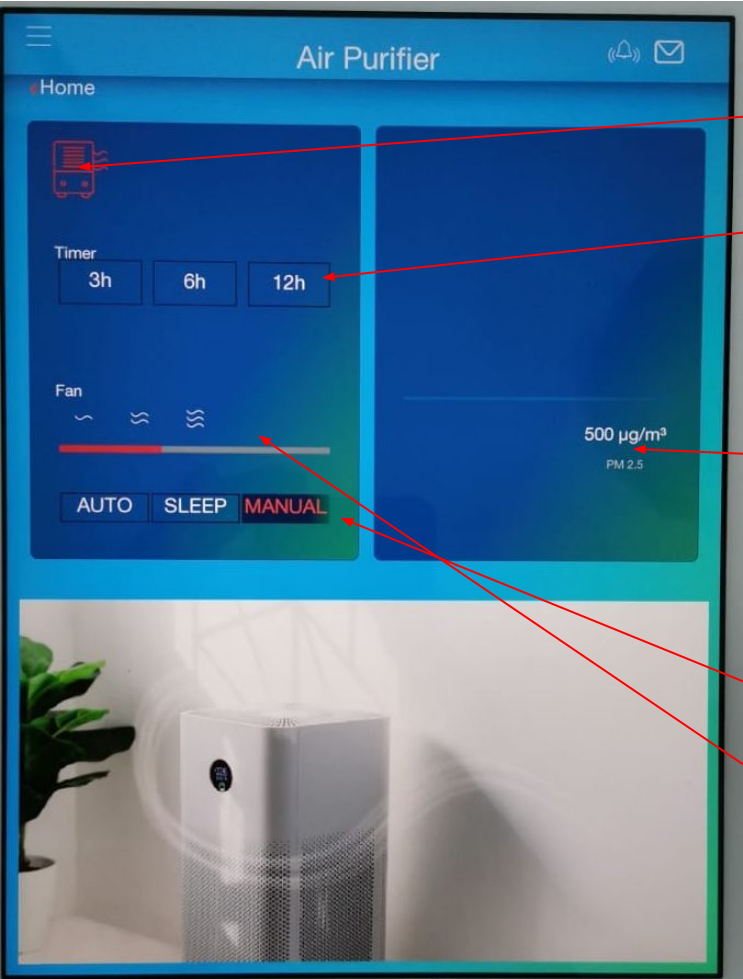 Air Purifier
Home
Timer
3h 6h 12h
Fan
AUTO SLEEP MANUAL
500 µg/m³
PM 2.5